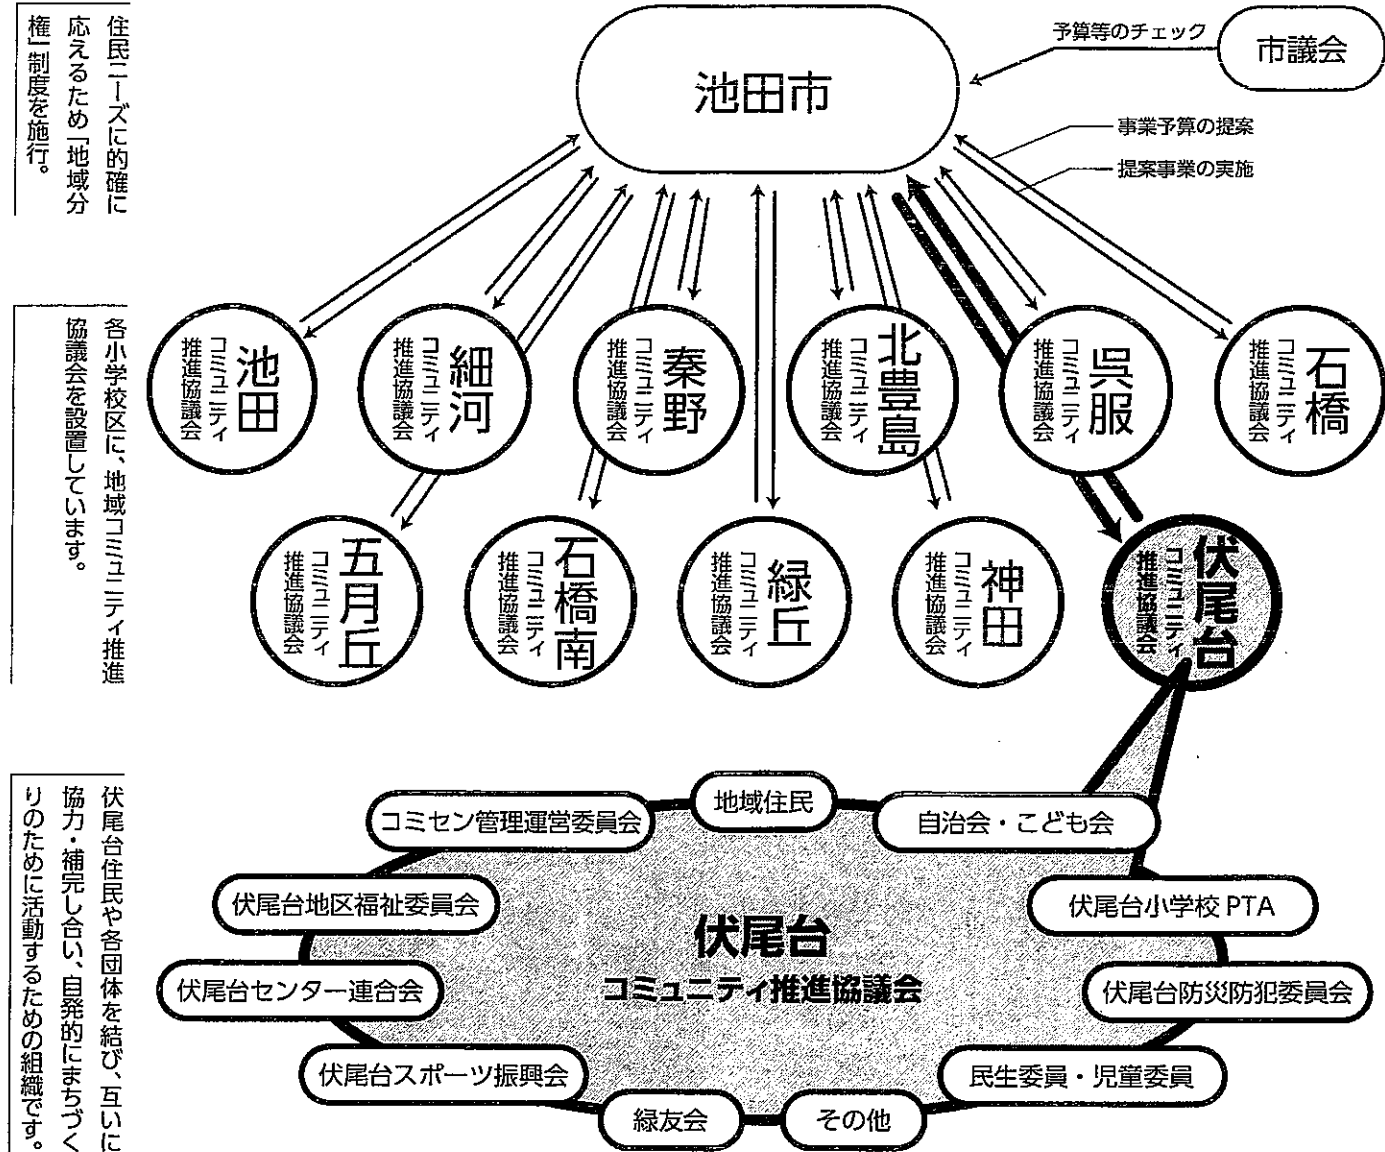 住民ニーズに的確に
応えるため「地域分
権」制度を施行。
池田市
予算等のチェック
市議会
事業予算の提案
提案事業の実施
各小学校区に、地域コミュニティ推進
協議会を設置しています。
池田
コミュニティ
推進協議会
細河
コミュニティ
推進協議会
秦野
コミュニティ
推進協議会
北豊島
コミュニティ
推進協議会
呉服
コミュニティ
推進協議会
石橋
コミュニティ
推進協議会
五月丘
コミュニティ
推進協議会
石橋南
コミュニティ
推進協議会
緑丘
コミュニティ
推進協議会
神田
コミュニティ
推進協議会
伏尾台
コミュニティ
推進協議会
伏尾台住民や各団体を結び、互いに
協力・補完し合い、自発的にまちづく
りのために活動するための組織です。
地域住民
コミセン管理運営委員会
自治会・こども会
伏尾台地区福祉委員会
伏尾台小学校 PTA
伏尾台
コミュニティ推進協議会
伏尾台センター連合会
伏尾台防災防犯委員会
伏尾台スポーツ振興会
民生委員・児童委員
緑友会
その他